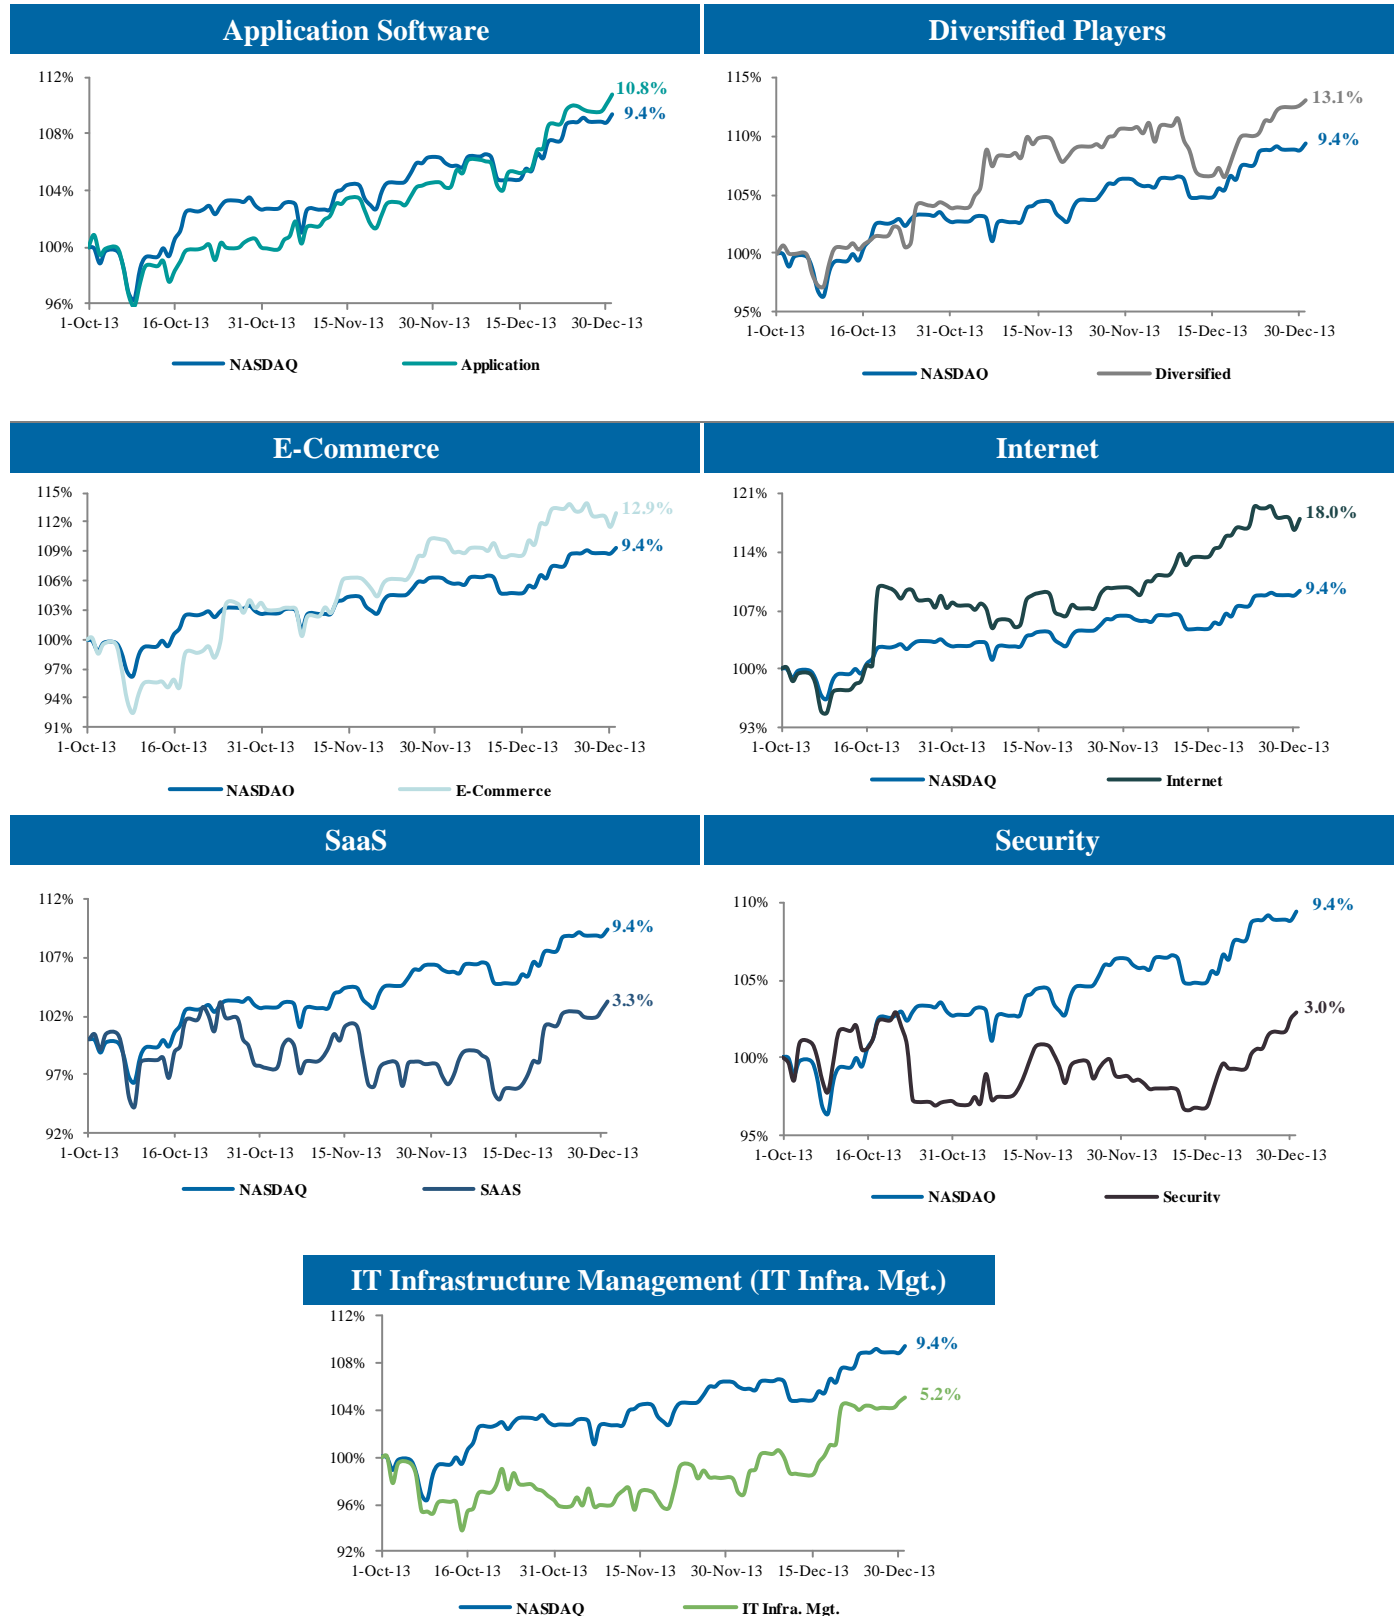 Application Software
112%
108%
104%
100%
96%
10.8%
9.4%
1-Oct-13 16-Oct-13 31-Oct-13 15-Nov-13 30-Nov-13 15-Dec-13 30-Dec-13
NASDAQ Application
Diversified Players
115%
110%
105%
100%
95%
13.1%
9.4%
1-Oct-13 16-Oct-13 31-Oct-13 15-Nov-13 30-Nov-13 15-Dec-13 30-Dec-13
NASDAQ Diversified
E-Commerce
115%
112%
109%
106%
103%
100%
97%
94%
91%
12.9%
9.4%
1-Oct-13 16-Oct-13 31-Oct-13 15-Nov-13 30-Nov-13 15-Dec-13 30-Dec-13
NASDAQ E-Commerce
Internet
121%
114%
107%
100%
93%
18.0%
9.4%
1-Oct-13 16-Oct-13 31-Oct-13 15-Nov-13 30-Nov-13 15-Dec-13 30-Dec-13
NASDAQ Internet
SaaS
112%
107%
102%
97%
92%
9.4%
3.3%
1-Oct-13 16-Oct-13 31-Oct-13 15-Nov-13 30-Nov-13 15-Dec-13 30-Dec-13
NASDAQ SAAS
Security
110%
105%
100%
95%
9.4%
3.0%
1-Oct-13 16-Oct-13 31-Oct-13 15-Nov-13 30-Nov-13 15-Dec-13 30-Dec-13
NASDAQ Security
IT Infrastructure Management (IT Infra. Mgt.)
112%
108%
104%
100%
96%
92%
9.4%
5.2%
1-Oct-13 16-Oct-13 31-Oct-13 15-Nov-13 30-Nov-13 15-Dec-13 30-Dec-13
NASDAQ IT Infra. Mgt.